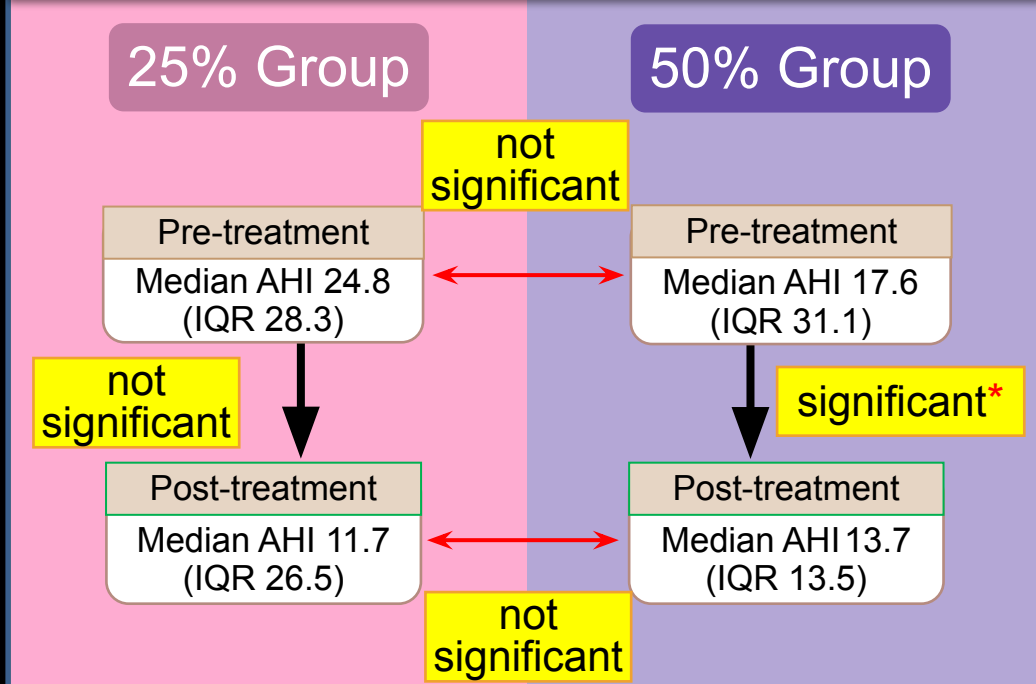 25% Group
50% Group
not
significant
Pre-treatment
Median AHI 24.8
(IQR 28.3)
Pre-treatment
Median AHI 17.6
(IQR 31.1)
not
significant
significant*
Post-treatment
Median AHI 11.7
(IQR 26.5)
Post-treatment
Median AHI 13.7
(IQR 13.5)
not
significant